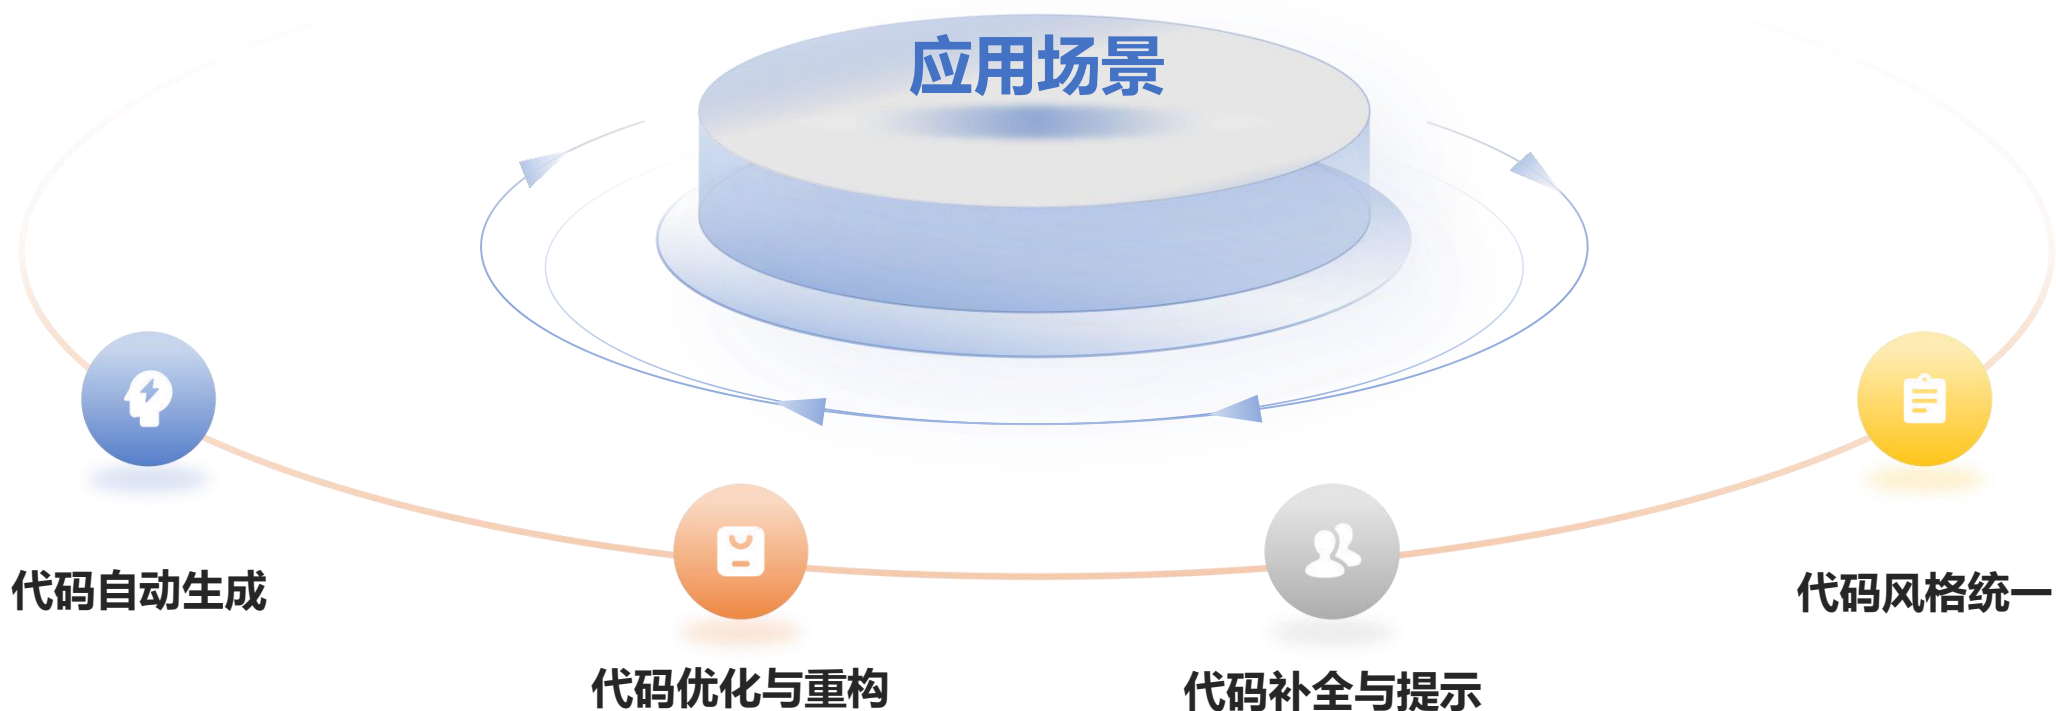 应用场景
代码自动生成
代码优化与重构
代码补全与提示
代码风格统一